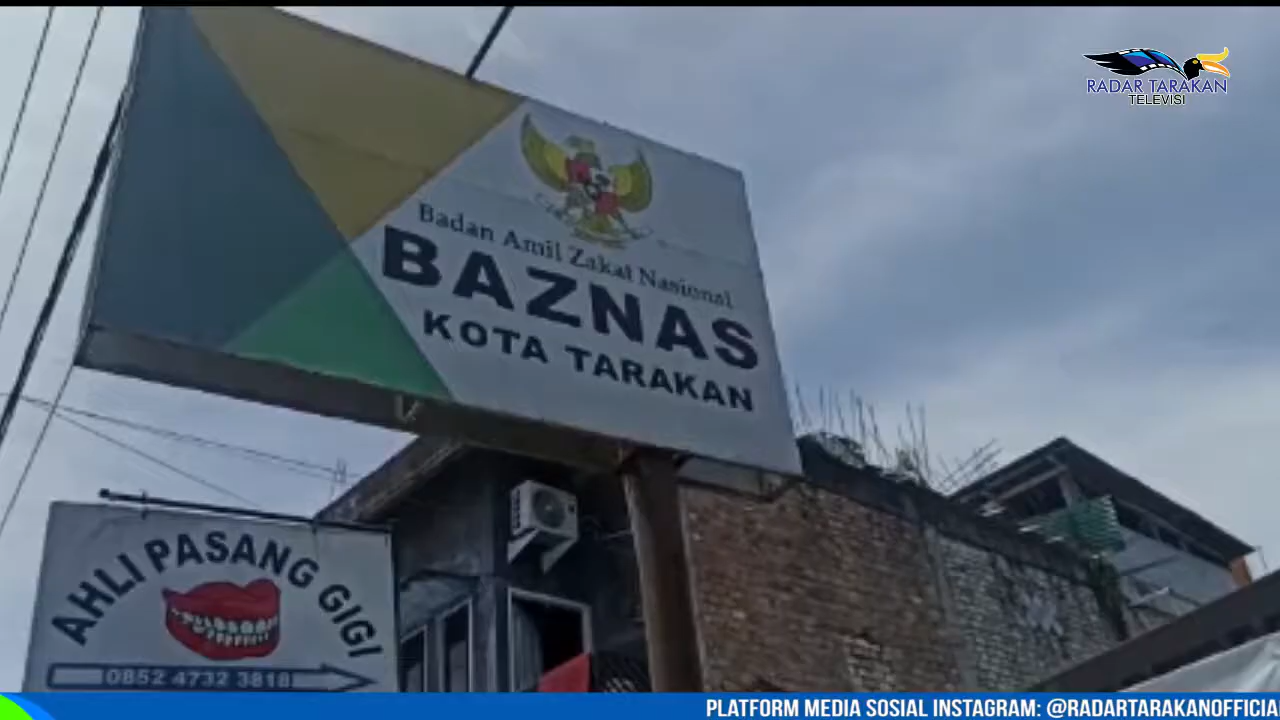 RADAR TARAKAN
TELEVISI
Badan Amil Zakat Nasional
BAZNAS
KOTA TARAKAN
AHLI PASANG GIGI
0852 4732 3818
PLATFORM MEDIA SOSIAL INSTAGRAM: @RADARTARAKANOFFICIA